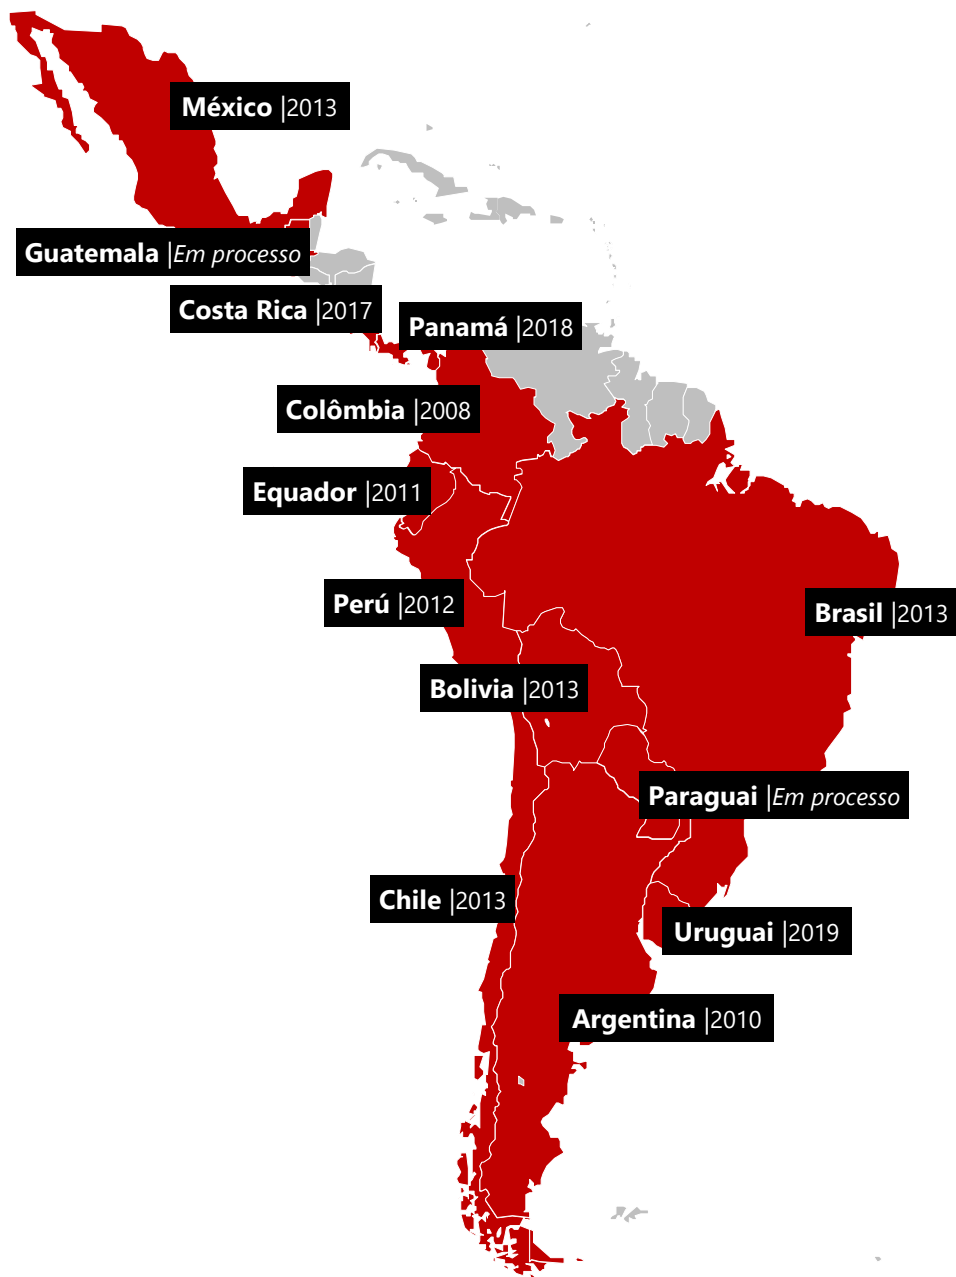 México |2013
Guatemala |Em processo
Costa Rica |2017
Panamá |2018
Colômbia |2008
Equador |2011
Perú |2012
Brasil |2013
Bolivia |2013
Paraguai |Em processo
Chile |2013
Uruguai |2019
Argentina |2010